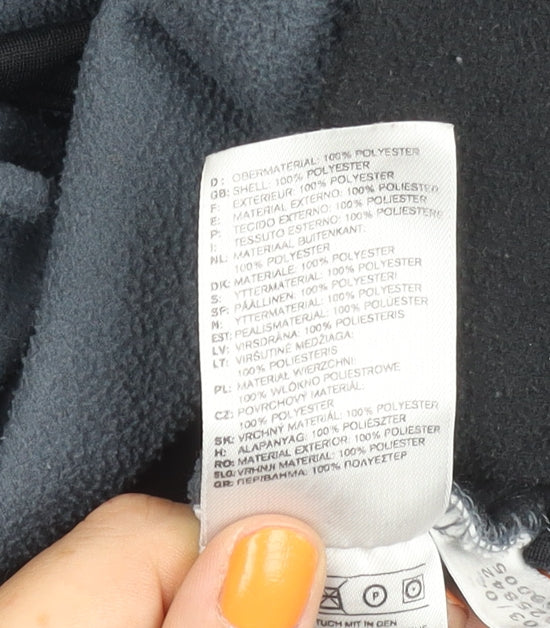 D: OBERMATERIAL: 100% POLYESTER
GB: SHELL: 100% POLYESTER
F: EXTERIEUR: 100% POLYESTER
E: MATERIAL EXTERNO: 100% POLIESTER
P: TECIDO EXTERNO: 100% POLIESTER
I: TESSUTO ESTERNO: 100% POLIESTERE
NL: MATERIAAL BUITENKANT:
100% POLYESTER
DK: MATERIALE: 100% POLYESTER
S: YTTERMATERIAL: 100% POLYESTER
SF: PÄÄLLINEN: 100% POLYESTERI
N: YTTERMATERIAL: 100% POLYESTER
EST: PEALISMATERJAL: 100% POLÜESTER
LV: VIRSDRĀNA: 100% POLIESTERIS
LT: VIRŠUTINĖ MEDŽIAGA:
100% POLIESTERIS
PL: MATERIAŁ WIERZCHNI:
100% WŁÓKNO POLIESTROWE
CZ: POVRCHOVÝ MATERIÁL:
100% POLYESTER
SK: VRCHNÝ MATERIÁL: 100% POLYESTER
H: ALAPANYAG: 100% POLIÉSZTER
RO: MATERIAL EXTERIOR: 100% POLIESTER
SLO: VRHNJI MATERIAL: 100% POLIESTER
GR: ΠΕΡΙΒΛΗΜΑ: 100% ΠΟΛΥΕΣΤΕΡ
P
TUCH MIT IN DEN